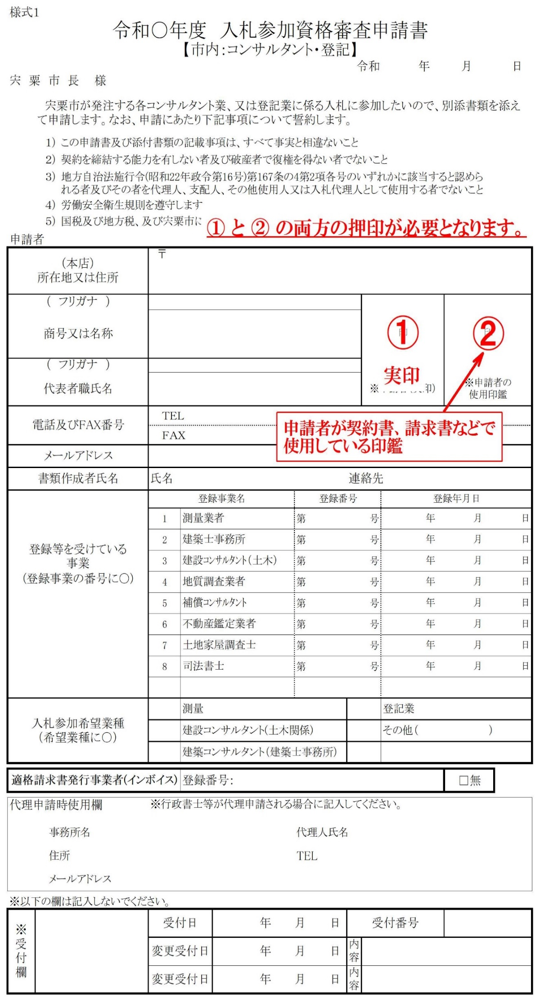 様式1
令和〇年度 入札参加資格審査申請書
【市内：コンサルタント・登記】
令和 年 月 日
宍 粟 市 長 様
宍粟市が発注する各コンサルタント業、又は登記業に係る入札に参加したいので、別添書類を添え
て申請します。なお、申請にあたり下記事項について誓約します。
1) この申請書及び添付書類の記載事項は、すべて事実と相違ないこと
2) 契約を締結する能力を有しない者及び破産者で復権を得ない者でないこと
3) 地方自治法施行令(昭和22年政令第16号)第167条の4第2項各号のいずれかに該当すると認めら
れる者及びその者を代理人、支配人、その他使用人又は入札代理人として使用する者でないこと
4) 労働安全衛生規則を遵守します
5) 国税及び地方税、及び宍粟市に
①と②の両方の押印が必要となります。
申請者
(本店)
所在地又は住所
〒
( フリガナ )
商号又は名称
( フリガナ )
代表者職氏名
① 印
実印
※ 印)
② 印
※申請者の
使用印鑑
電話及びFAX番号
TEL
FAX
申請者が契約書、請求書などで
使用している印鑑
メールアドレス
書類作成者氏名 氏名 連絡先
登録等を受けている
事業
(登録事業の番号に〇)
登録事業名 登録番号 登録年月日
1 測量業者 第 号 年 月 日
2 建築士事務所 第 号 年 月 日
3 建設コンサルタント(土木) 第 号 年 月 日
4 地質調査業者 第 号 年 月 日
5 補償コンサルタント 第 号 年 月 日
6 不動産鑑定業者 第 号 年 月 日
7 土地家屋調査士 第 号 年 月 日
8 司法書士 第 号 年 月 日
入札参加希望業種
(希望業種に〇)
測量 登記業
建設コンサルタント(土木関係) その他( )
建築コンサルタント(建築士事務所)
適格請求書発行事業者(インボイス) 登録番号： □無
代理申請時使用欄 ※行政書士等が代理申請される場合に記入してください。
事務所名 代理人氏名
住所 TEL
メールアドレス
※以下の欄は記入しないでください。
※受付欄
受付日 年 月 日 受付番号
変更受付日 年 月 日 内容
変更受付日 年 月 日 内容